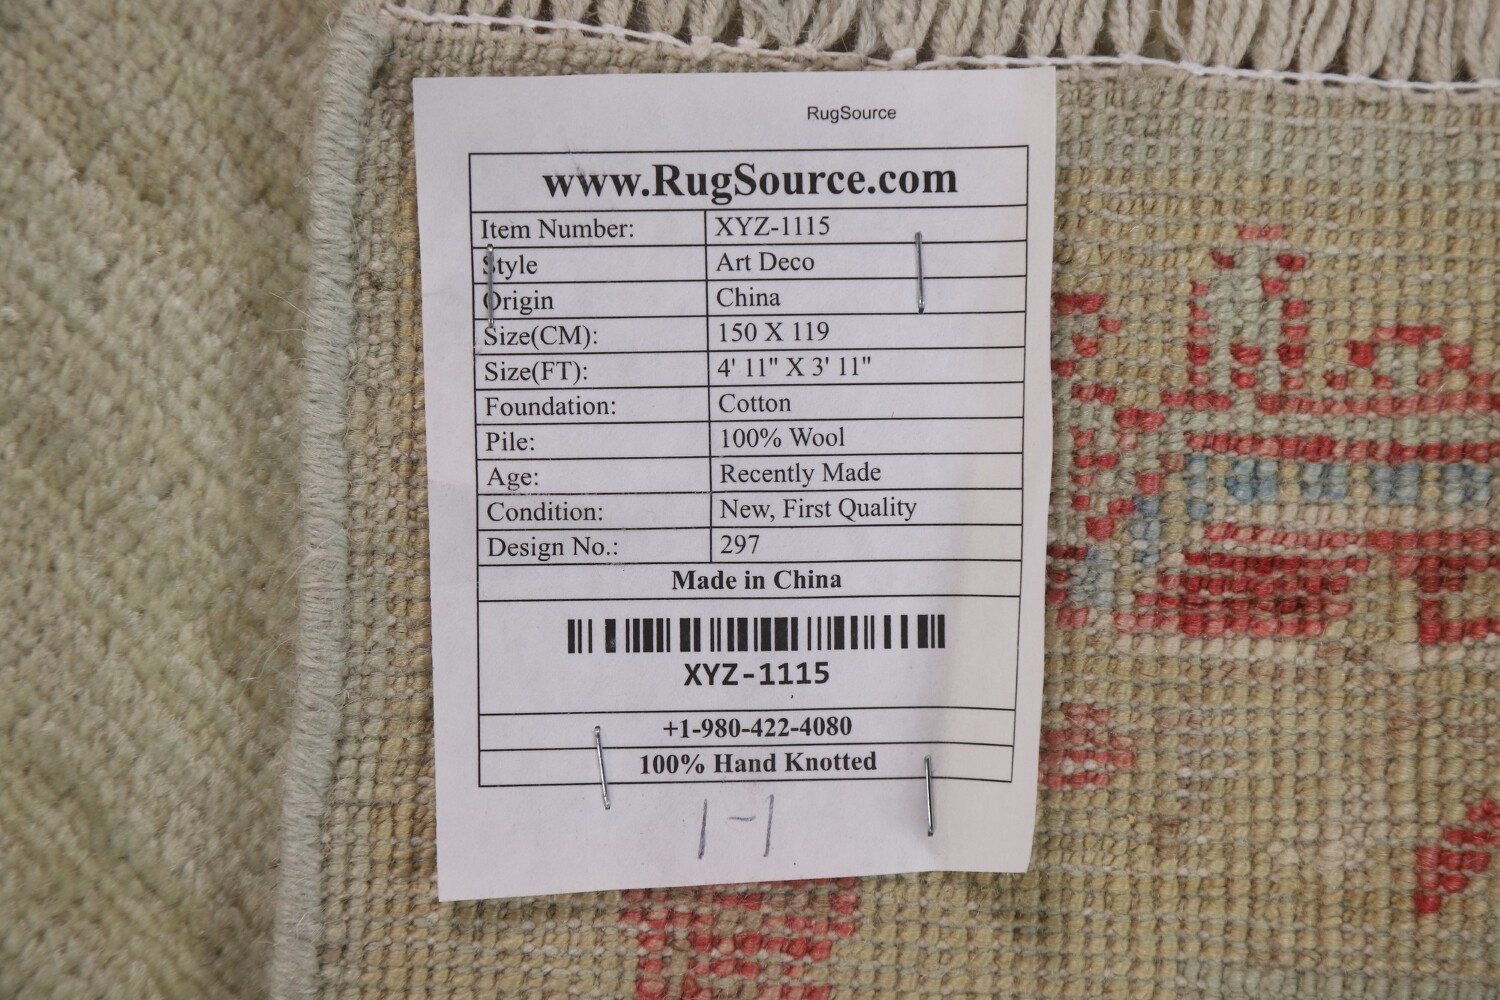 RugSource
www.RugSource.com
Item Number: XYZ-1115
Style Art Deco
Origin China
Size(CM): 150 X 119
Size(FT): 4' 11" X 3' 11"
Foundation: Cotton
Pile: 100% Wool
Age: Recently Made
Condition: New, First Quality
Design No.: 297
Made in China
XYZ-1115
+1-980-422-4080
100% Hand Knotted
1-1